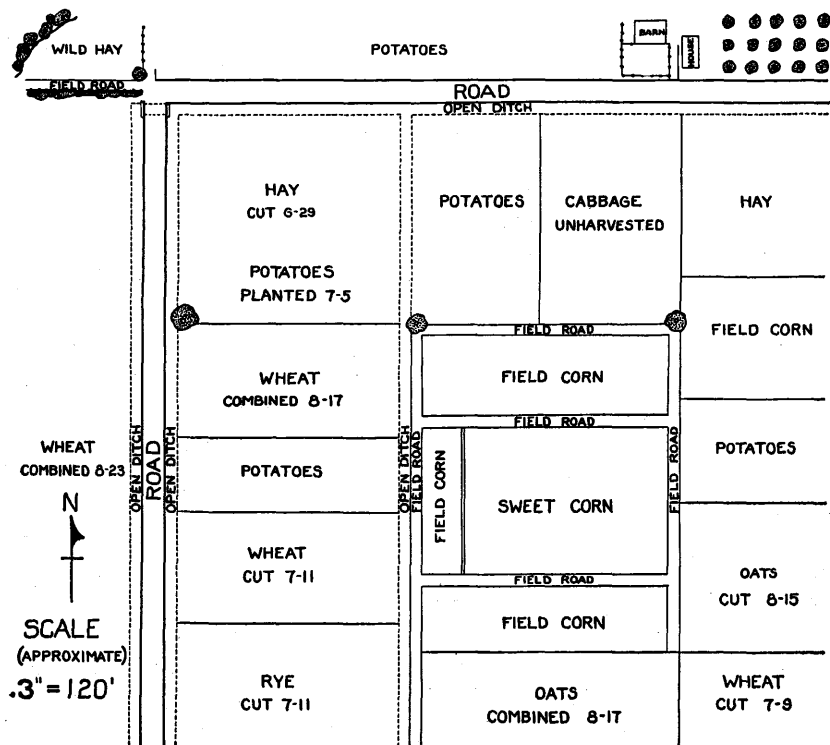 WILD HAY
POTATOES
BARN
HOUSE
FIELD ROAD
ROAD
OPEN DITCH
HAY
CUT 6-29
POTATOES
PLANTED 7-5
POTATOES
CABBAGE
UNHARVESTED
HAY
FIELD ROAD
FIELD CORN
WHEAT
COMBINED 8-17
FIELD CORN
FIELD ROAD
WHEAT
COMBINED 8-23
OPEN DITCH
ROAD
OPEN DITCH
POTATOES
OPEN DITCH
FIELD ROAD
FIELD CORN
SWEET CORN
FIELD ROAD
POTATOES
N
WHEAT
CUT 7-11
FIELD ROAD
OATS
CUT 8-15
SCALE
(APPROXIMATE)
.3"=120'
FIELD CORN
RYE
CUT 7-11
OATS
COMBINED 8-17
WHEAT
CUT 7-9